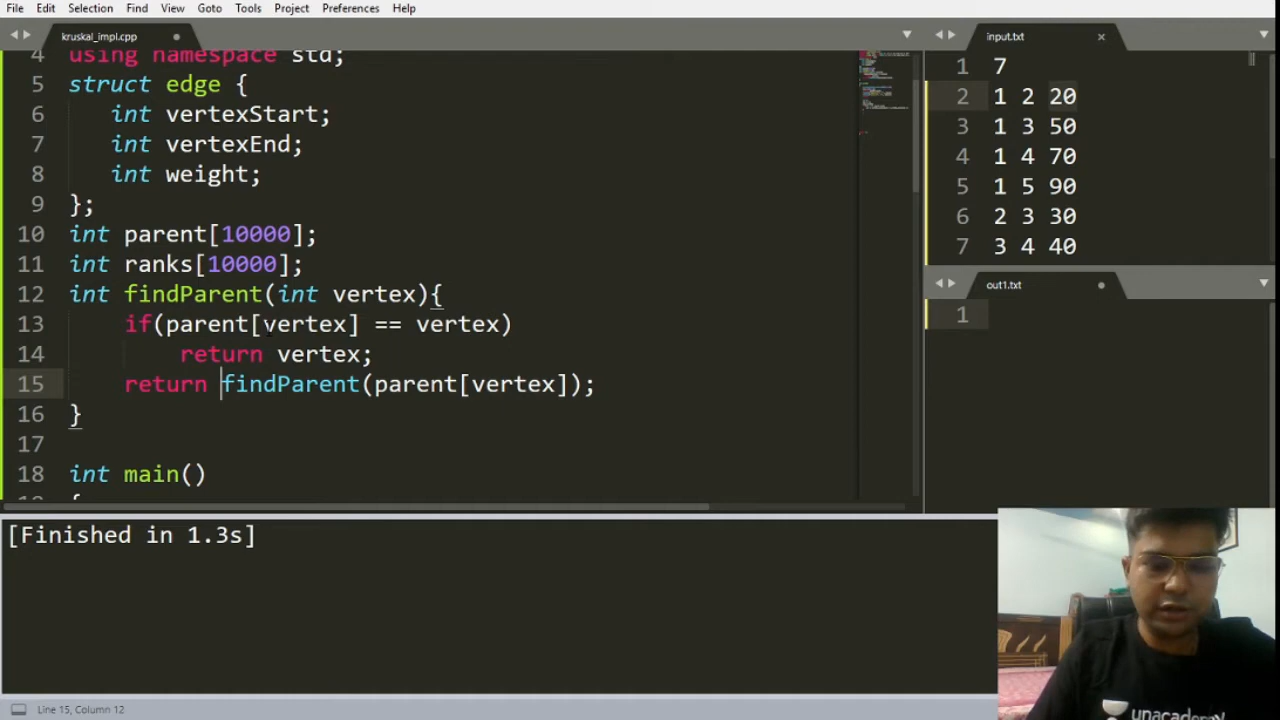 File Edit Selection Find View Goto Tools Project Preferences Help
kruskal_impl.cpp
4 using namespace std;
5 struct edge {
6 int vertexStart;
7 int vertexEnd;
8 int weight;
9 };
10 int parent[10000];
11 int ranks[10000];
12 int findParent(int vertex){
13 if(parent[vertex] == vertex)
14 return vertex;
15 return findParent(parent[vertex]);
16 }
17
18 int main()
{
input.txt
1 7
2 1 2 20
3 1 3 50
4 1 4 70
5 1 5 90
6 2 3 30
7 3 4 40
out1.txt
1
[Finished in 1.3s]
Line 15, Column 12
unacademy